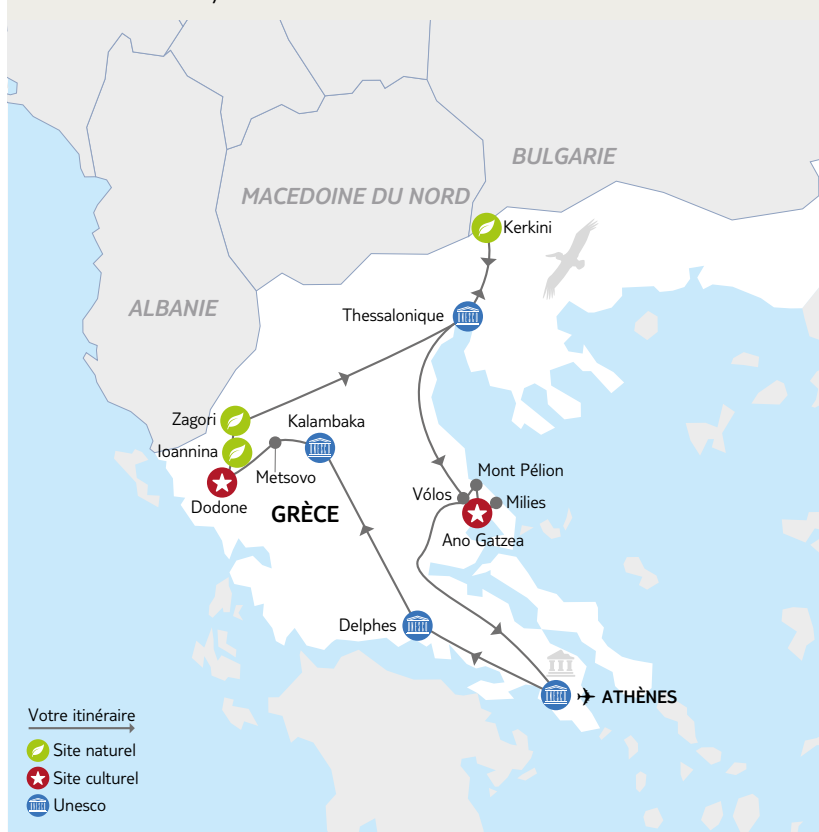 BULGARIE
MACEDOINE DU NORD
Kerkini
ALBANIE
Thessalonique
Zagori
Kalambaka
Ioannina
Metsovo
Mont Pélion
Vólos
Milies
Dodone
GRÈCE
Ano Gatzea
Delphes
ATHÈNES
Votre itinéraire
Site naturel
Site culturel
Unesco